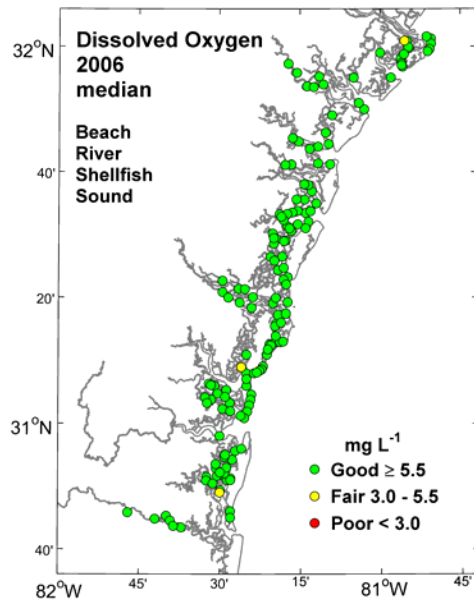 Dissolved Oxygen
2006
median
Beach
River
Shellfish
Sound
32°N
40'
20'
31°N
40'
mg L⁻¹
Good ≥ 5.5
Fair 3.0 - 5.5
Poor < 3.0
82°W
45'
30'
15'
81°W
45'